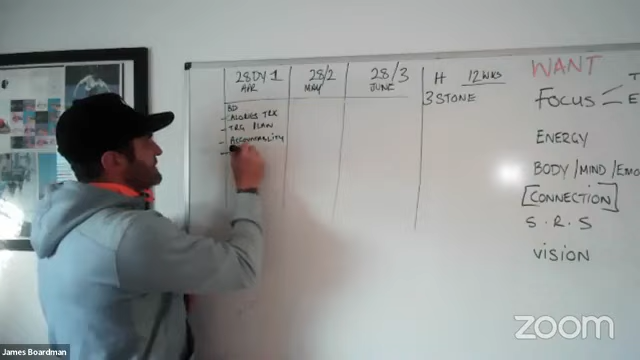 28DY 1
APR
28/2
MAY
28/3
JUNE
H 12 WKS
3 STONE
BD
- CALORIES TRK
- TRG PLAN
- ACCOUNTABILITY
-
WANT
FOCUS
ENERGY
BODY/MIND/EMO
[CONNECTION]
S.R.S
VISION
James Boardman
zoom